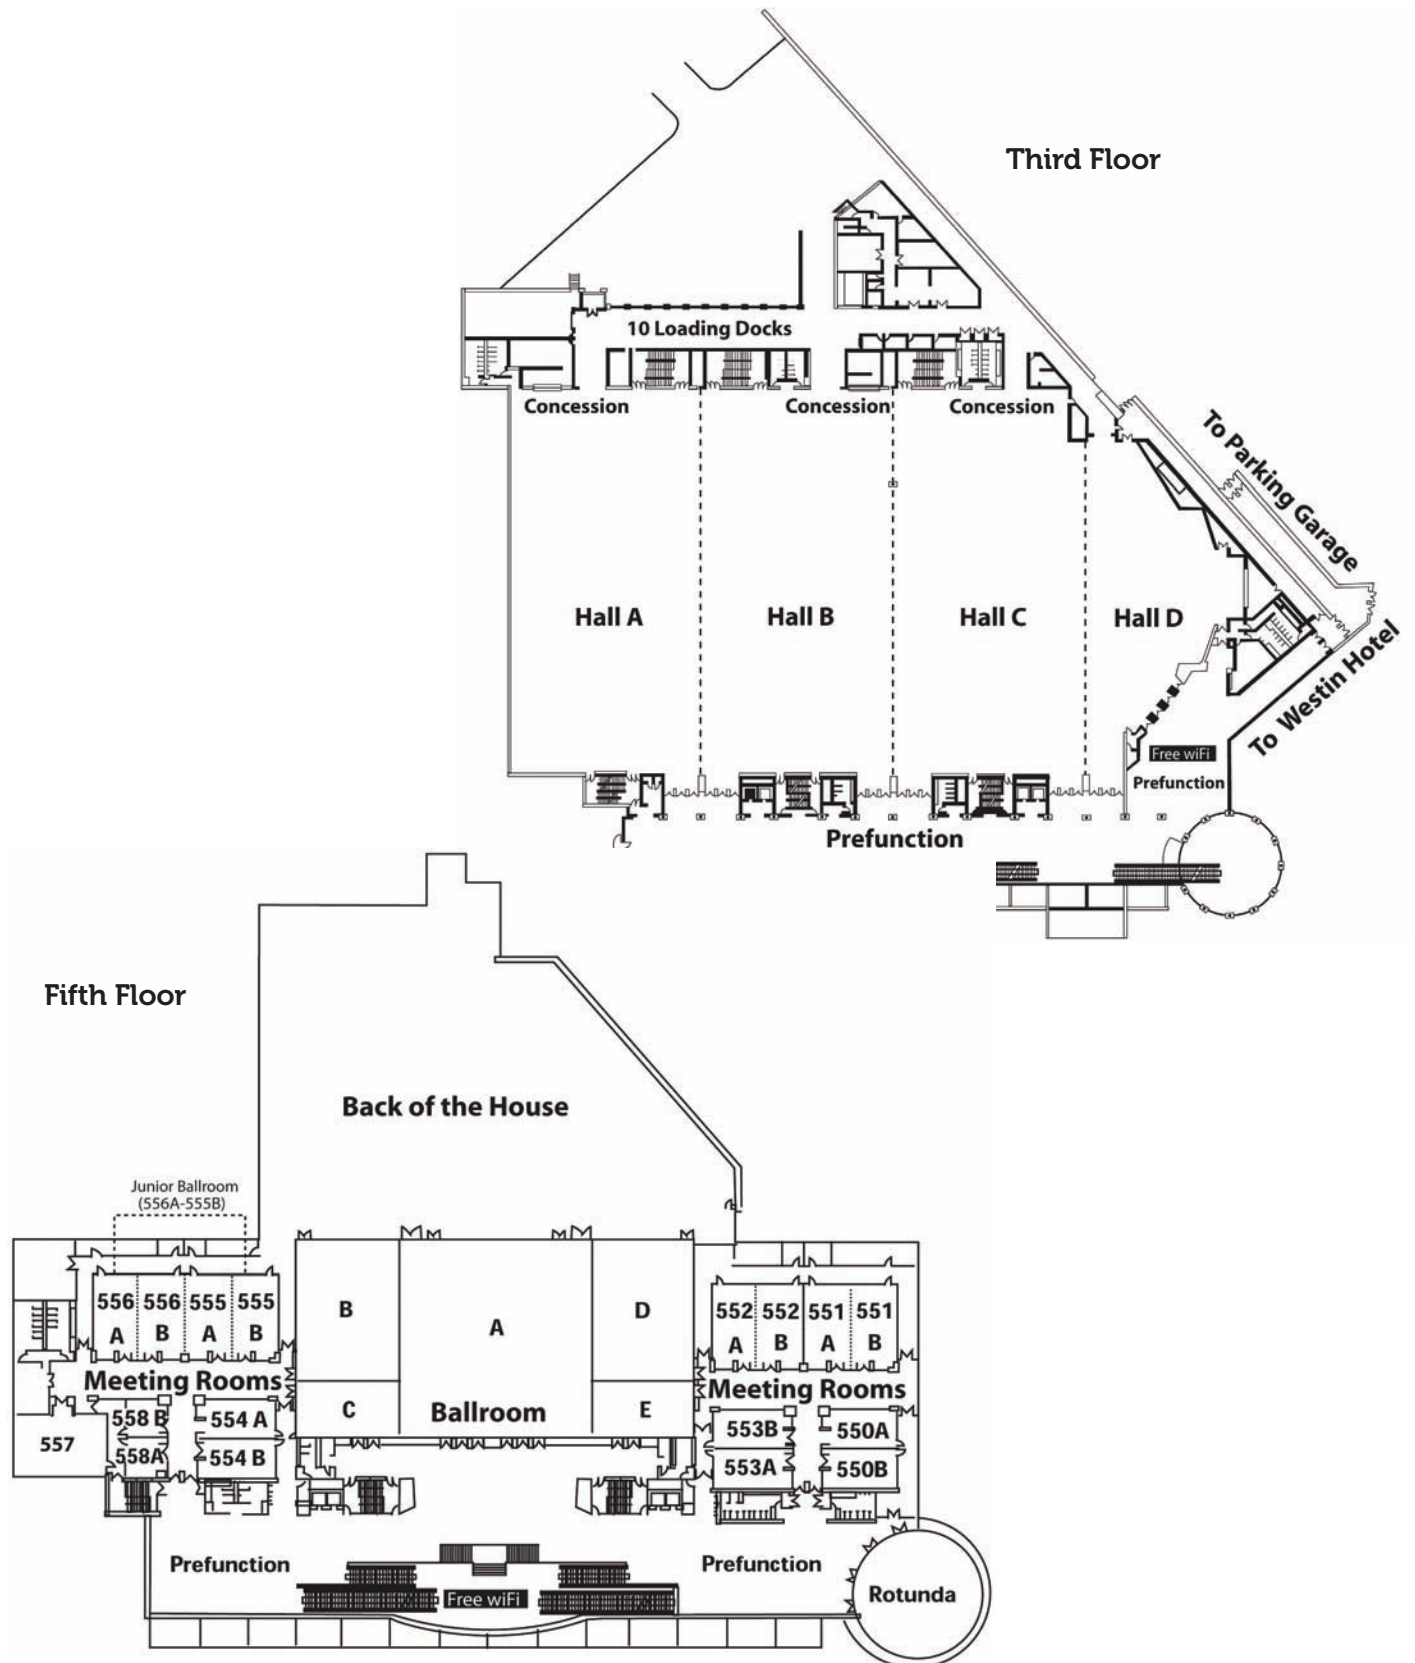 Third Floor
10 Loading Docks
Concession
Concession
Concession
To Parking Garage
Hall A
Hall B
Hall C
Hall D
To Westin Hotel
Free wiFi
Prefunction
Prefunction
Fifth Floor
Back of the House
Junior Ballroom
(556A-555B)
556
A
556
B
555
A
555
B
B
A
D
552
A
552
B
551
A
551
B
Meeting Rooms
C
Ballroom
E
Meeting Rooms
557
558 B
558A
554 A
554 B
553B
553A
550A
550B
Prefunction
Free wiFi
Prefunction
Rotunda